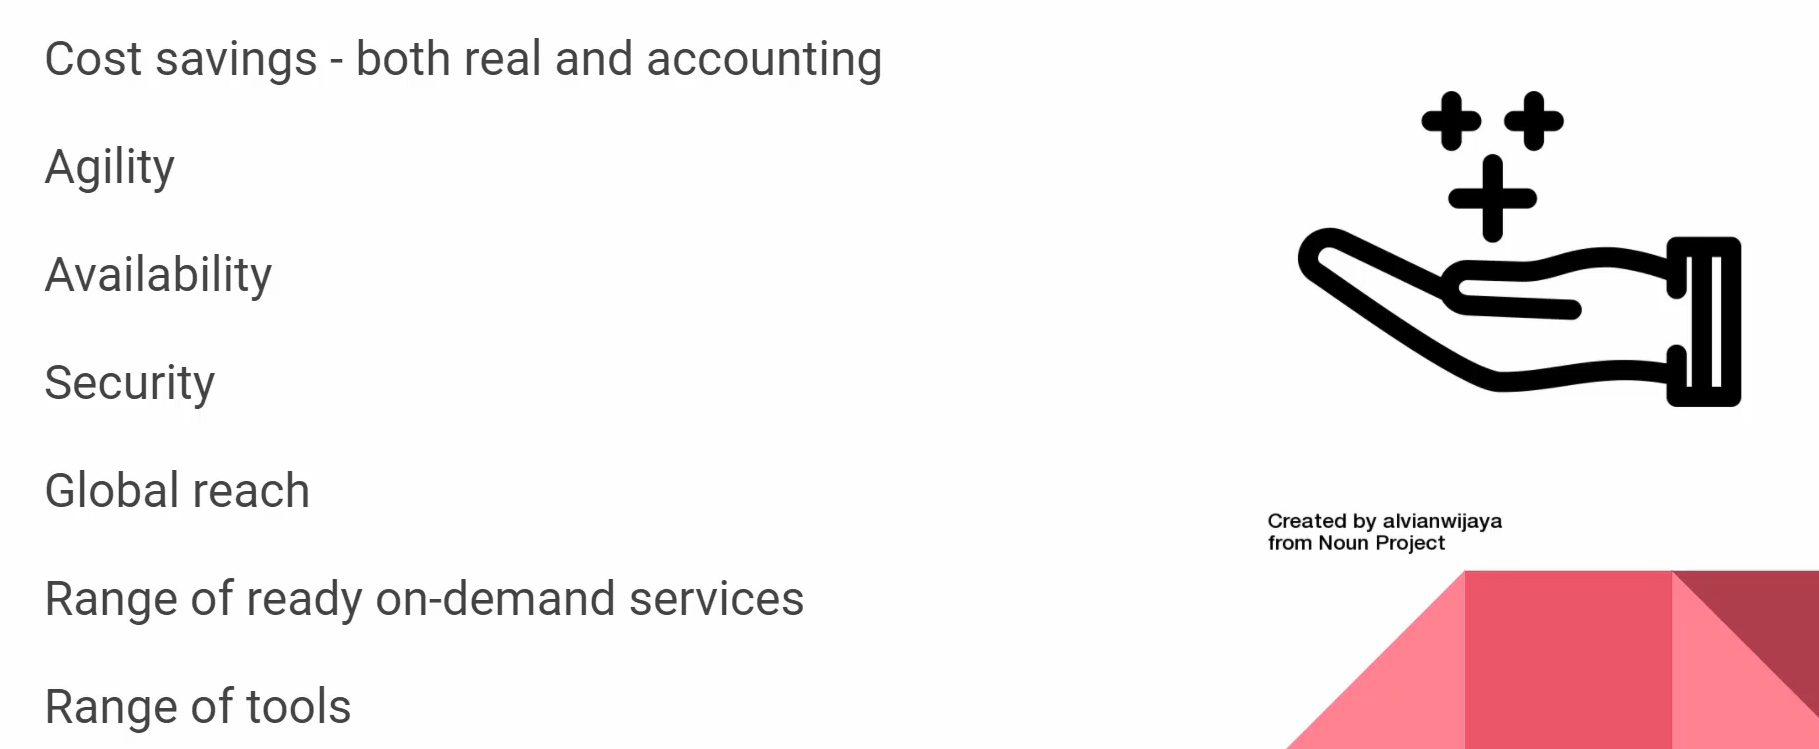 Cost savings - both real and accounting
Agility
Availability
Security
Global reach
Range of ready on-demand services
Range of tools
Created by alvianwijaya
from Noun Project